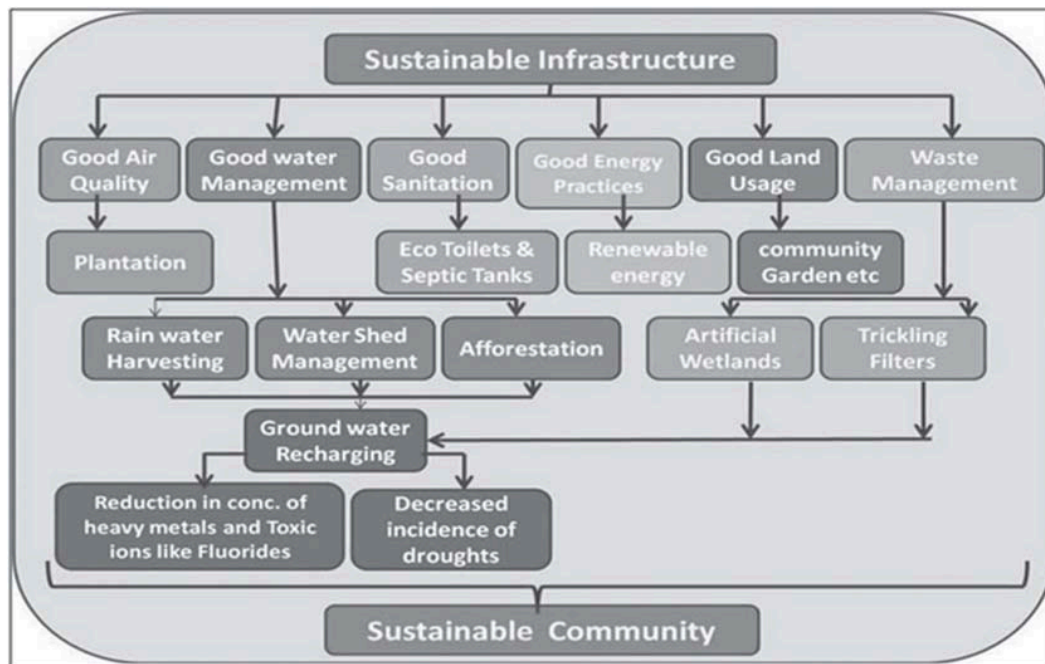 Sustainable Infrastructure
Good Air
Quality
Good water
Management
Good
Sanitation
Good Energy
Practices
Good Land
Usage
Waste
Management
Plantation
Eco Toilets &
Septic Tanks
Renewable
energy
community
Garden etc
Rain water
Harvesting
Water Shed
Management
Afforestation
Artificial
Wetlands
Trickling
Filters
Ground water
Recharging
Reduction in conc. of
heavy metals and Toxic
ions like Fluorides
Decreased
incidence of
droughts
Sustainable Community